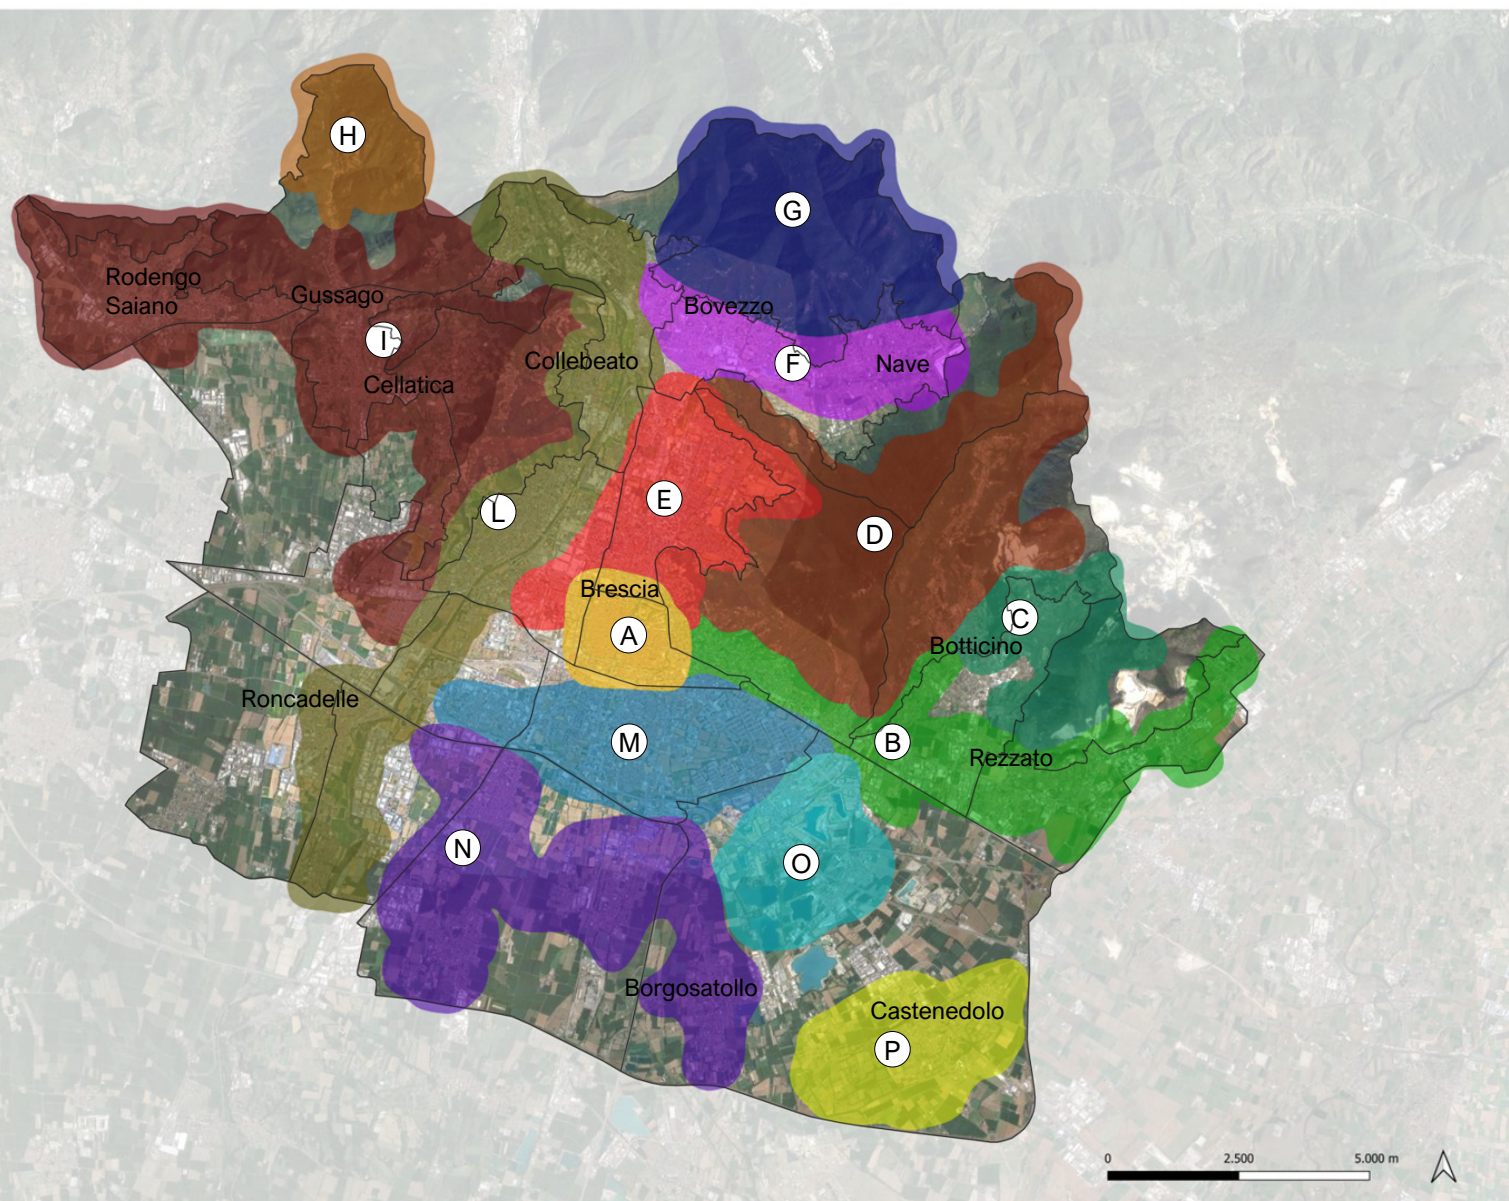 H
G
Rodengo
Saiano
Gussago
Bovezzo
I
F
Nave
Collebeato
Cellatica
E
L
D
Brescia
C
A
Botticino
Roncadelle
M
B
Rezzato
N
O
Borgosatollo
Castenedolo
P
0 2.500 5.000 m